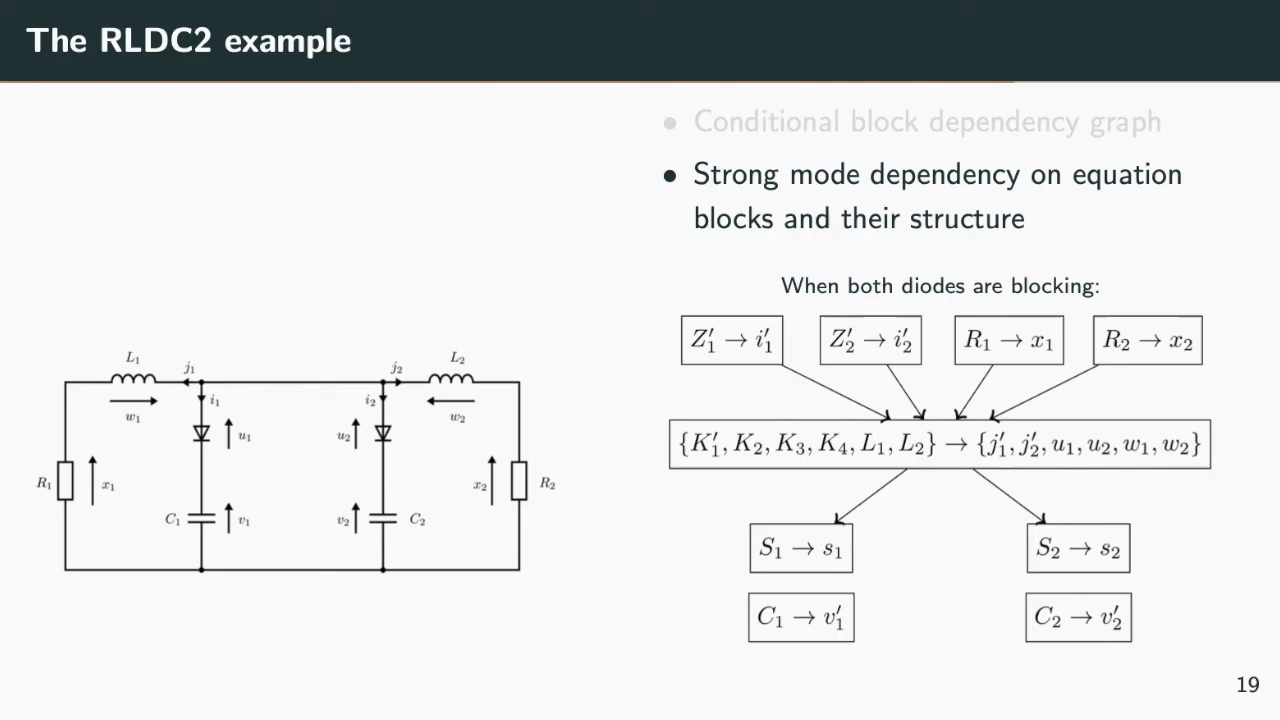 The RLDC2 example
• Conditional block dependency graph
• Strong mode dependency on equation
blocks and their structure
When both diodes are blocking:
Z′₁ → i′₁
Z′₂ → i′₂
R₁ → x₁
R₂ → x₂
{K′₁, K₂, K₃, K₄, L₁, L₂} → {j′₁, j′₂, u₁, u₂, w₁, w₂}
S₁ → s₁
S₂ → s₂
C₁ → v′₁
C₂ → v′₂
L₁
j₁
j₂
L₂
w₁
i₁
i₂
w₂
u₁
u₂
R₁
x₁
x₂
R₂
C₁
v₁
v₂
C₂
19